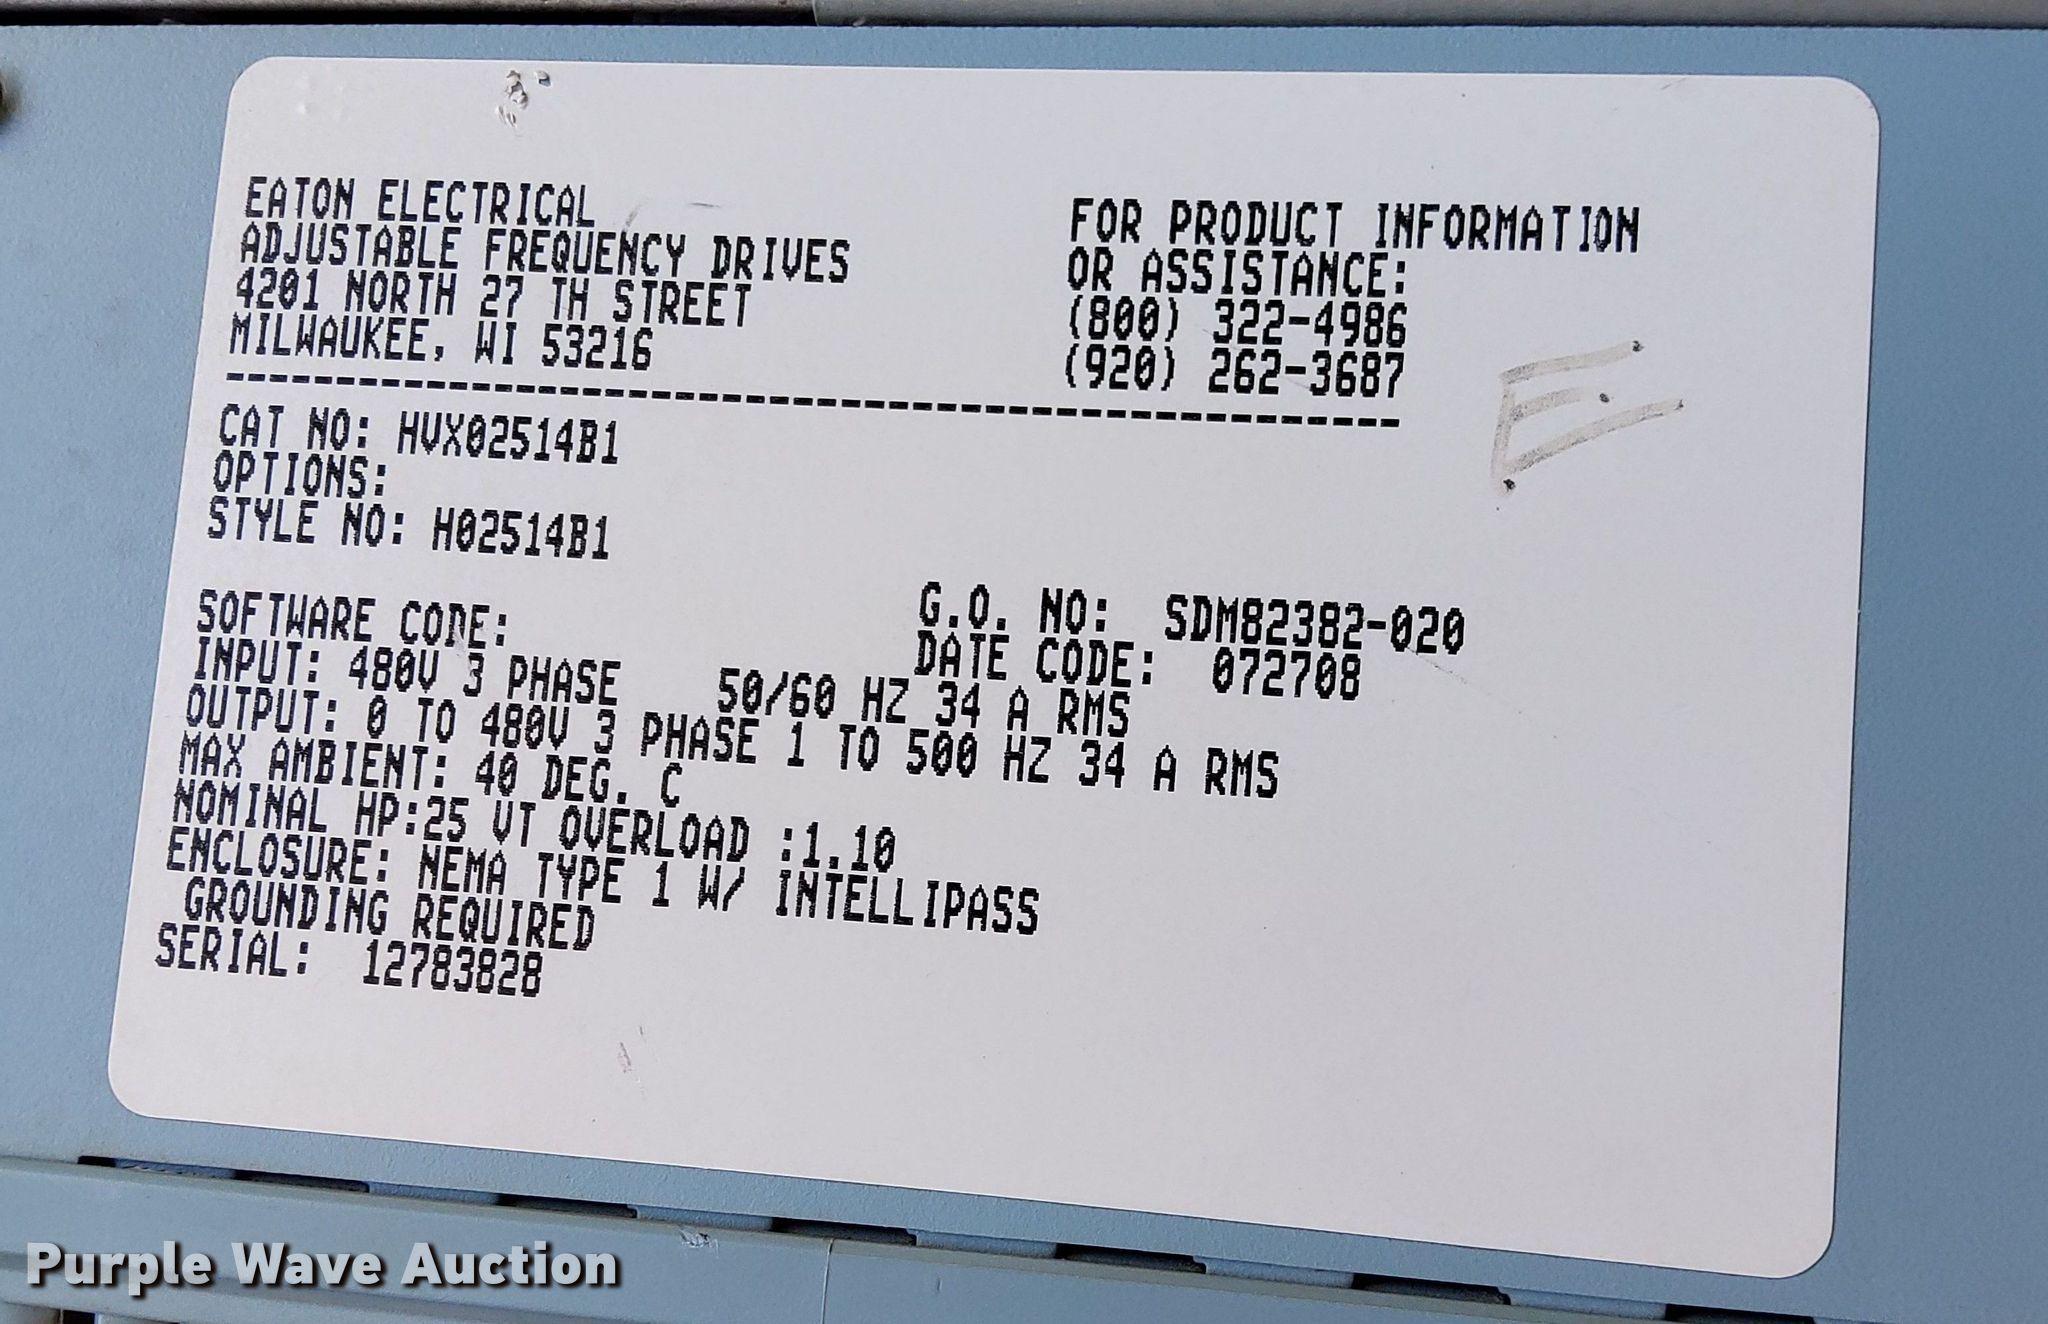 EATON ELECTRICAL
ADJUSTABLE FREQUENCY DRIVES
4201 NORTH 27 TH STREET
MILWAUKEE, WI 53216
FOR PRODUCT INFORMATION
OR ASSISTANCE:
(800) 322-4986
(920) 262-3687
--------------------------------------------------
E
CAT NO: HVX02514B1
OPTIONS:
STYLE NO: H02514B1
G.O. NO: SDM82382-020
SOFTWARE CODE: DATE CODE: 072708
INPUT: 480V 3 PHASE 50/60 HZ 34 A RMS
OUTPUT: 0 TO 480V 3 PHASE 1 TO 500 HZ 34 A RMS
MAX AMBIENT: 40 DEG. C
NOMINAL HP:25 VT OVERLOAD :1.10
ENCLOSURE: NEMA TYPE 1 W/ INTELLIPASS
GROUNDING REQUIRED
SERIAL: 12783828
Purple Wave Auction